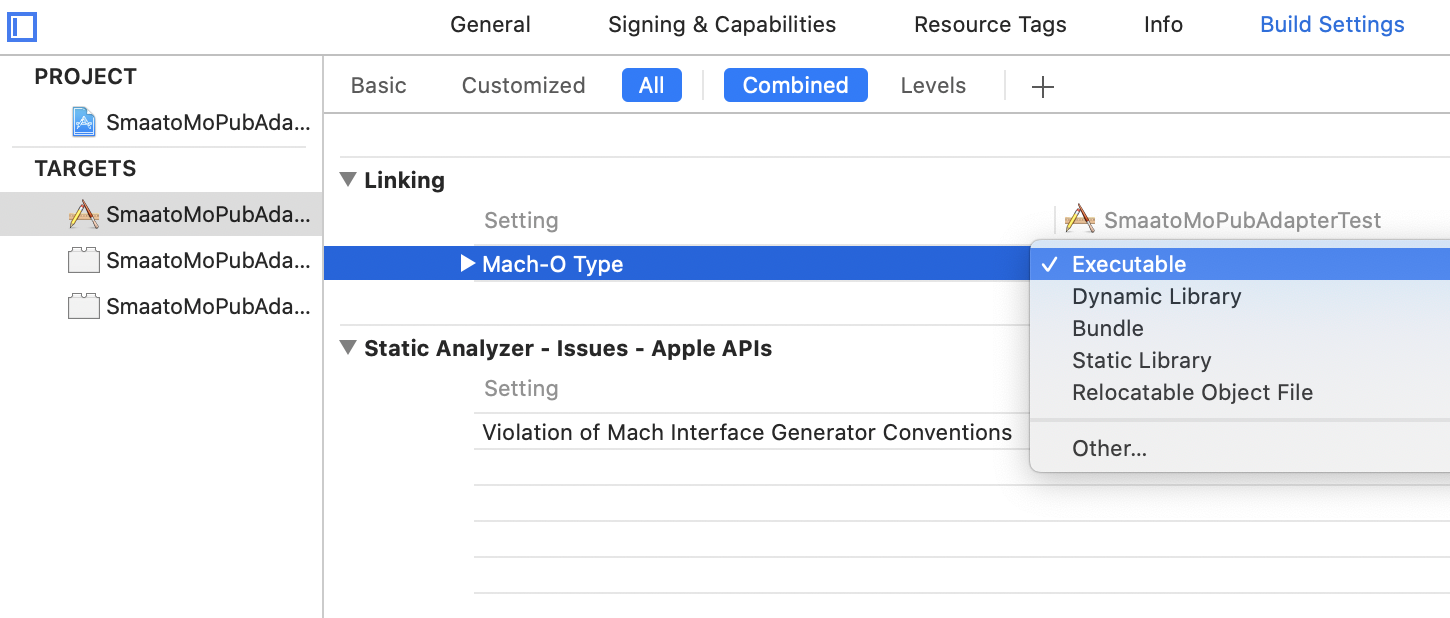 General Signing & Capabilities Resource Tags Info Build Settings
PROJECT
SmaatoMoPubAda...
TARGETS
SmaatoMoPubAda...
SmaatoMoPubAda...
SmaatoMoPubAda...
Basic Customized All Combined Levels
Linking
Setting SmaatoMoPubAdapterTest
Mach-O Type
Executable
Dynamic Library
Bundle
Static Library
Relocatable Object File
Other...
Static Analyzer - Issues - Apple APIs
Setting
Violation of Mach Interface Generator Conventions